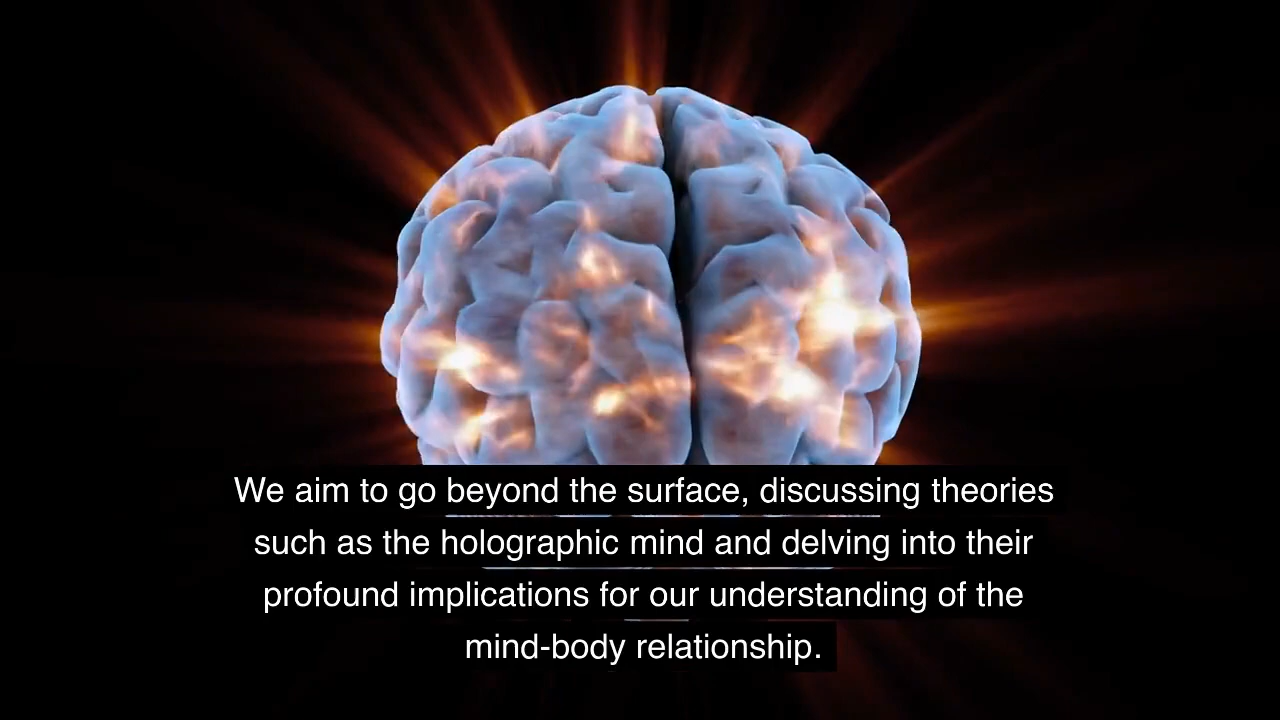 We aim to go beyond the surface, discussing theories
such as the holographic mind and delving into their
profound implications for our understanding of the
mind-body relationship.